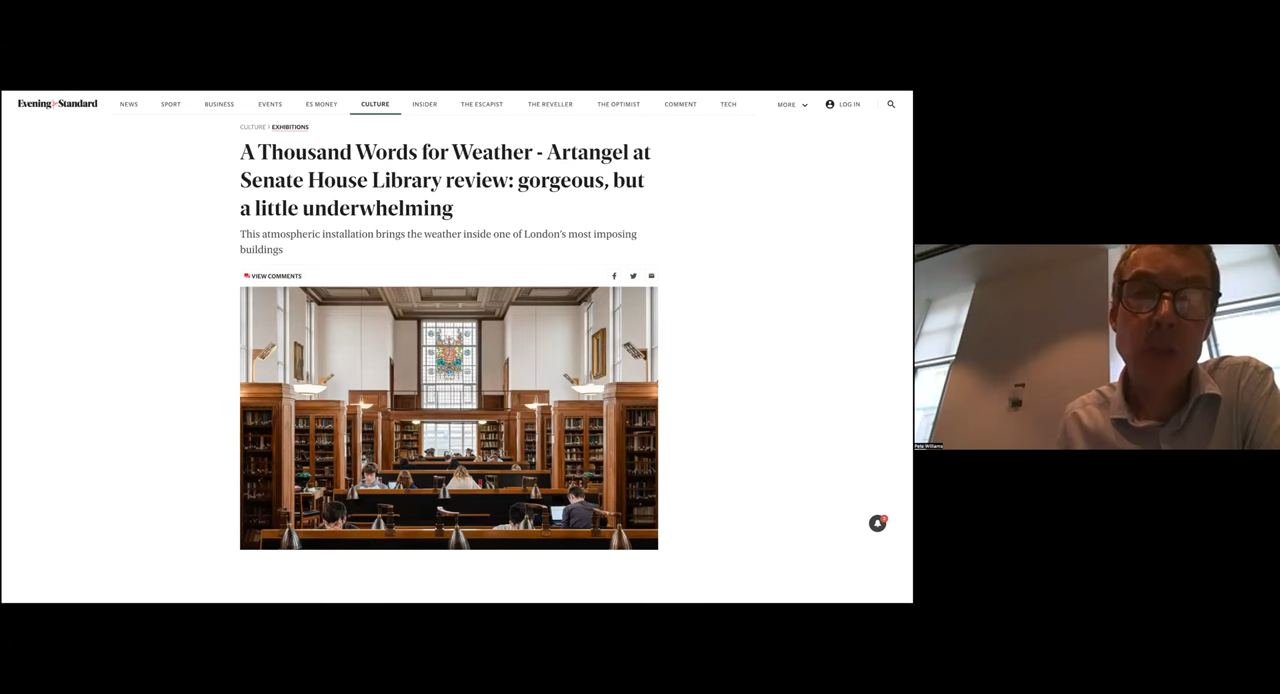 Evening Standard
NEWS
SPORT
BUSINESS
EVENTS
ES MONEY
CULTURE
INSIDER
THE ESCAPIST
THE REVELLER
THE OPTIMIST
COMMENT
TECH
MORE
LOG IN
CULTURE › EXHIBITIONS
A Thousand Words for Weather - Artangel at
Senate House Library review: gorgeous, but
a little underwhelming
This atmospheric installation brings the weather inside one of London's most imposing
buildings
VIEW COMMENTS
Pete Williams